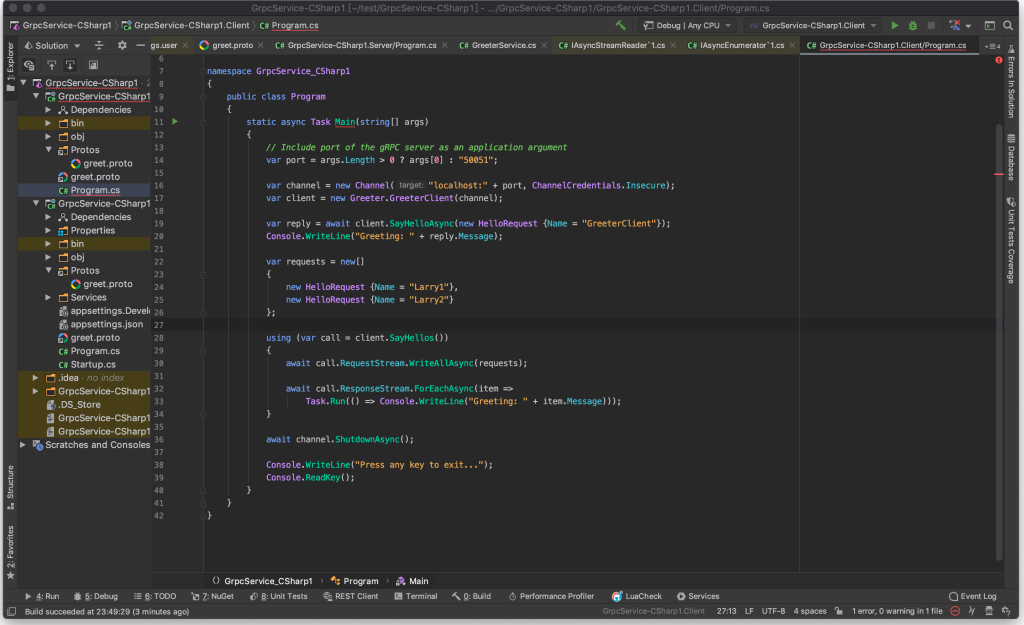 GrpcService-CSharp1 [~/test/GrpcService-CSharp1] - .../GrpcService-CSharp1/GrpcService-CSharp1.Client/Program.cs
GrpcService-CSharp1 GrpcService-CSharp1.Client C# Program.cs Debug | Any CPU GrpcService-CSharp1.Client
1: Explorer
Solution
gs.user greet.proto C# GrpcService-CSharp1.Server/Program.cs C# GreeterService.cs C# IAsyncStreamReader`1.cs C# IAsyncEnumerator`1.cs C# GrpcService-CSharp1.Client/Program.cs
GrpcService-CSharp1
GrpcService-CSharp1
Dependencies
bin
obj
Protos
greet.proto
greet.proto
C# Program.cs
GrpcService-CSharp1
Dependencies
Properties
bin
obj
Protos
greet.proto
Services
appsettings.Devel
appsettings.json
greet.proto
C# Program.cs
C# Startup.cs
.idea - no index
GrpcService-CSharp1
.DS_Store
GrpcService-CSharp1
GrpcService-CSharp1
Scratches and Consoles
Structure
2: Favorites
6
7 namespace GrpcService_CSharp1
8 {
9 public class Program
10 {
11 static async Task Main(string[] args)
12 {
13 // Include port of the gRPC server as an application argument
14 var port = args.Length > 0 ? args[0] : "50051";
15
16 var channel = new Channel( target: "localhost:" + port, ChannelCredentials.Insecure);
17 var client = new Greeter.GreeterClient(channel);
18
19 var reply = await client.SayHelloAsync(new HelloRequest {Name = "GreeterClient"});
20 Console.WriteLine("Greeting: " + reply.Message);
21
22 var requests = new[]
23 {
24 new HelloRequest {Name = "Larry1"},
25 new HelloRequest {Name = "Larry2"}
26 };
27
28 using (var call = client.SayHellos())
29 {
30 await call.RequestStream.WriteAllAsync(requests);
31
32 await call.ResponseStream.ForEachAsync(item =>
33 Task.Run(() => Console.WriteLine("Greeting: " + item.Message)));
34 }
35
36 await channel.ShutdownAsync();
37
38 Console.WriteLine("Press any key to exit...");
39 Console.ReadKey();
40 }
41 }
42 }
Errors In Solution
Database
Unit Tests Coverage
GrpcService_CSharp1 Program Main
4: Run 5: Debug 6: TODO 7: NuGet 8: Unit Tests REST Client Terminal 0: Build Performance Profiler LuaCheck Services Event Log
Build succeeded at 23:49:29 (3 minutes ago) GrpcService-CSharp1.Client 27:13 LF UTF-8 4 spaces 1 error, 0 warning in 1 file